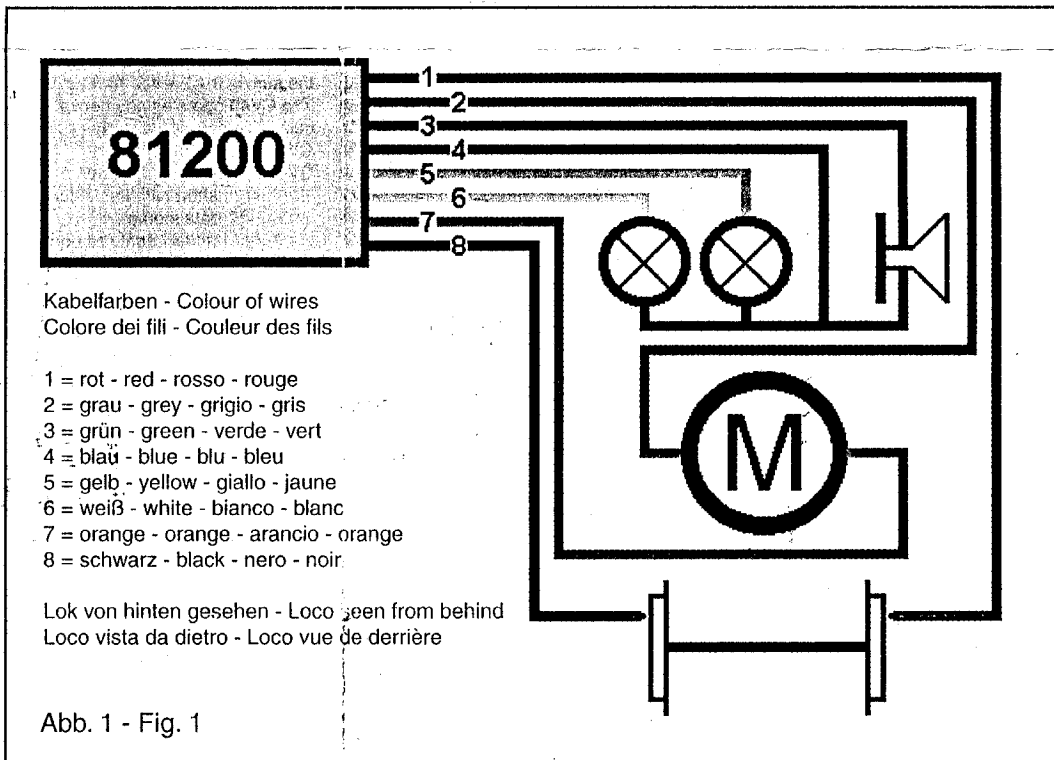 81200
1
2
3
4
5
6
7
8
M
Kabelfarben - Colour of wires
Colore dei fili - Couleur des fils
1 = rot - red - rosso - rouge
2 = grau - grey - grigio - gris
3 = grün - green - verde - vert
4 = blau - blue - blu - bleu
5 = gelb - yellow - giallo - jaune
6 = weiß - white - bianco - blanc
7 = orange - orange - arancio - orange
8 = schwarz - black - nero - noir
Lok von hinten gesehen - Loco seen from behind
Loco vista da dietro - Loco vue de derrière
Abb. 1 - Fig. 1